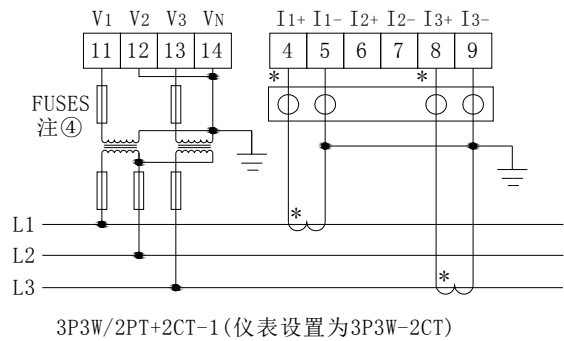 V1 V2 V3 VN I1+ I1- I2+ I2- I3+ I3-
11 12 13 14 4 5 6 7 8 9
* *
FUSES
注④
*
L1
L2
*
L3
3P3W/2PT+2CT-1(仪表设置为3P3W-2CT)